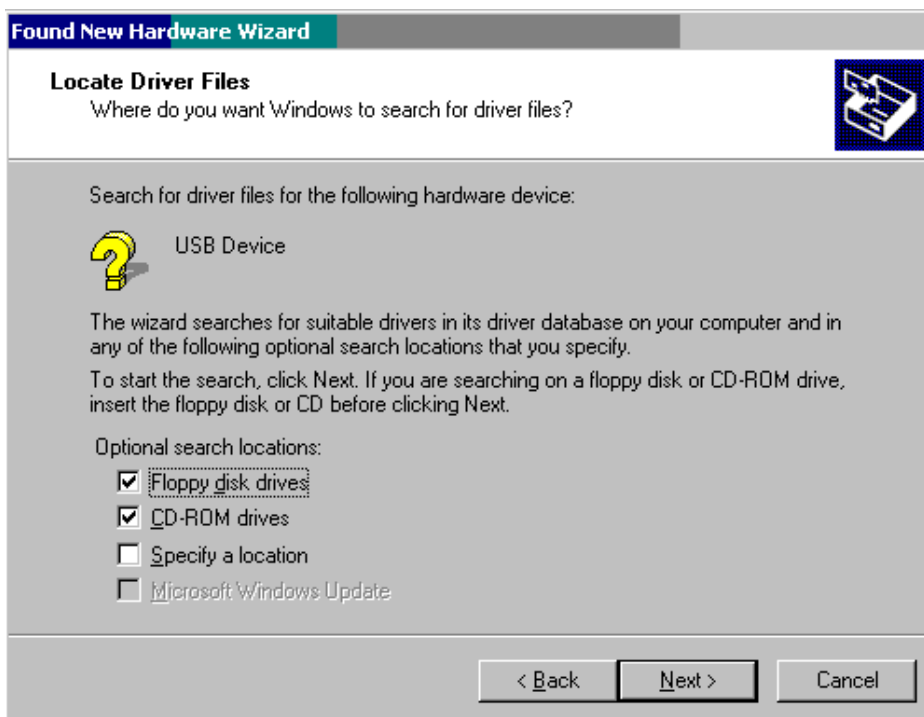 Found New Hardware Wizard
Locate Driver Files
Where do you want Windows to search for driver files?
Search for driver files for the following hardware device:
USB Device
The wizard searches for suitable drivers in its driver database on your computer and in
any of the following optional search locations that you specify.
To start the search, click Next. If you are searching on a floppy disk or CD-ROM drive,
insert the floppy disk or CD before clicking Next.
Optional search locations:
Floppy disk drives
CD-ROM drives
Specify a location
Microsoft Windows Update
< Back Next > Cancel